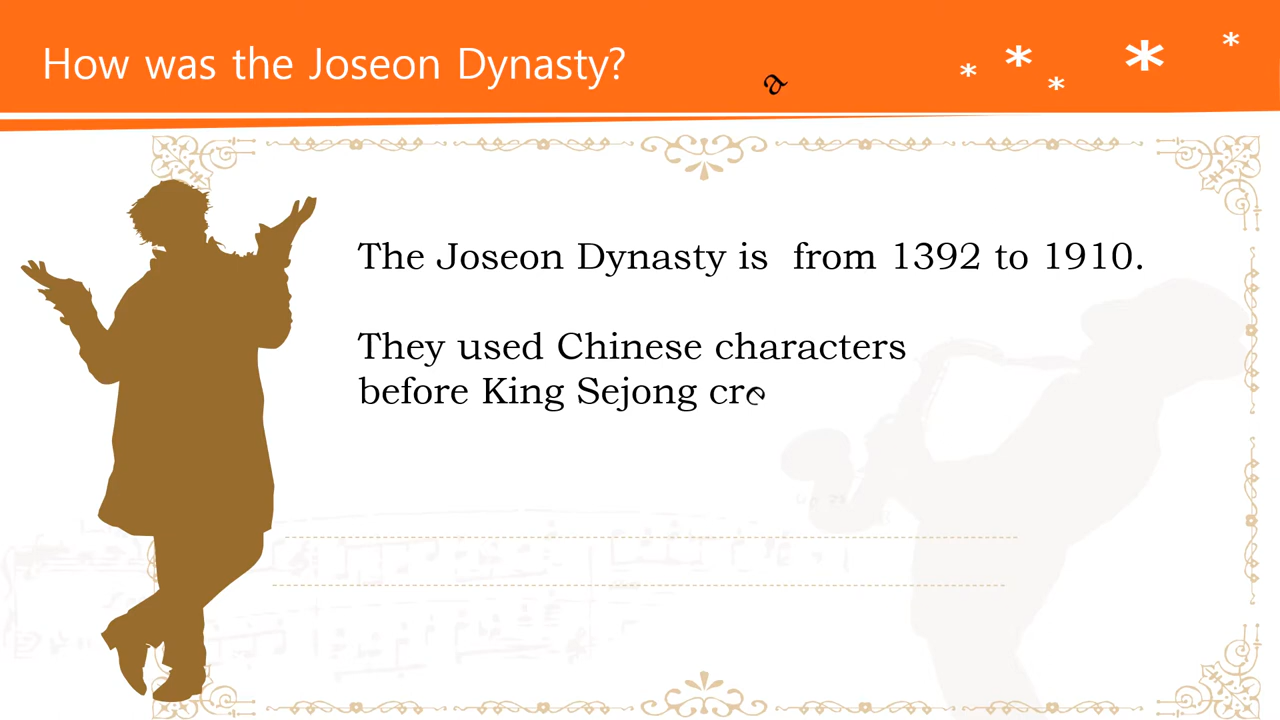 How was the Joseon Dynasty?
a
The Joseon Dynasty is from 1392 to 1910.
They used Chinese characters
before King Sejong cre